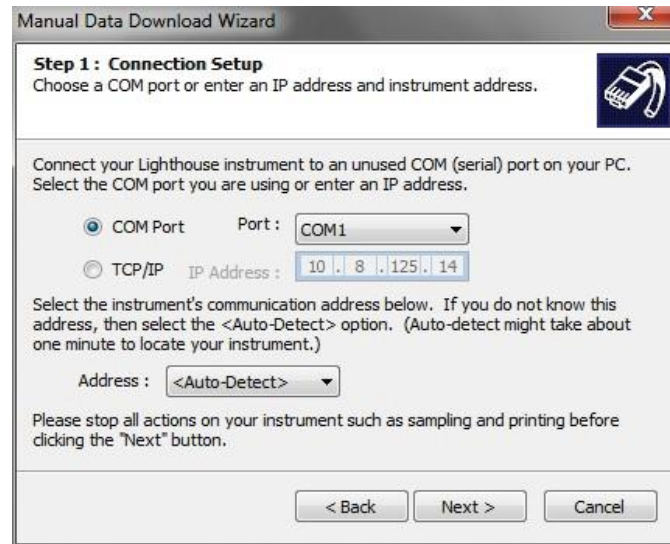 Manual Data Download Wizard
X
Step 1 : Connection Setup
Choose a COM port or enter an IP address and instrument address.
Connect your Lighthouse instrument to an unused COM (serial) port on your PC.
Select the COM port you are using or enter an IP address.
COM Port Port : COM1
TCP/IP IP Address : 10 . 8 . 125 . 14
Select the instrument's communication address below. If you do not know this
address, then select the <Auto-Detect> option. (Auto-detect might take about
one minute to locate your instrument.)
Address : <Auto-Detect>
Please stop all actions on your instrument such as sampling and printing before
clicking the "Next" button.
< Back Next > Cancel